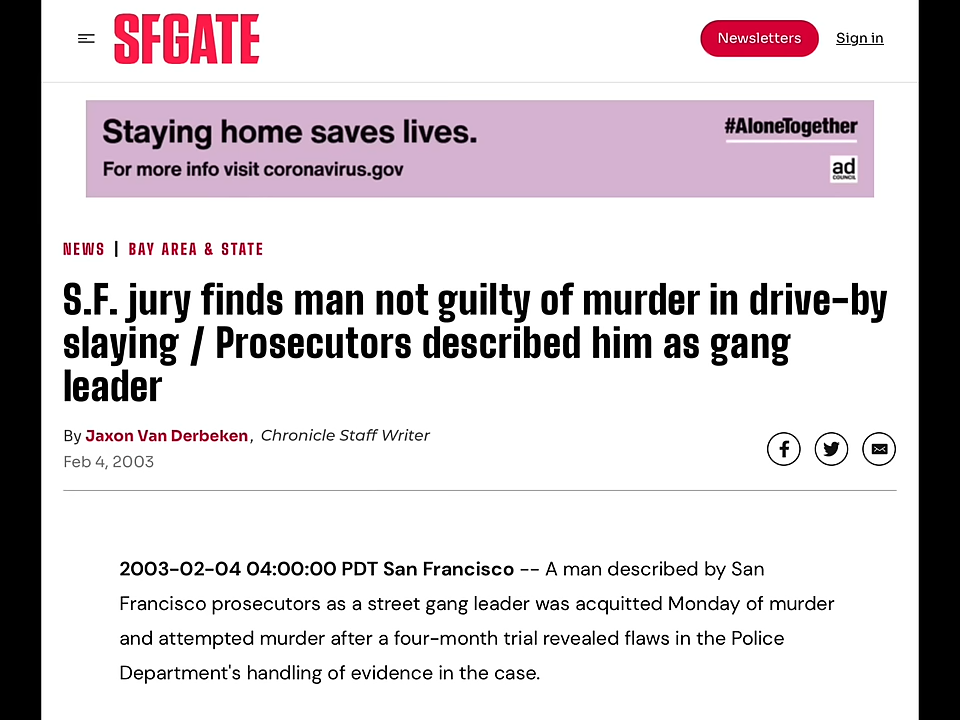 SFGATE
Newsletters
Sign in
Staying home saves lives.
For more info visit coronavirus.gov
#AloneTogether
ad
COUNCIL
NEWS | BAY AREA & STATE
S.F. jury finds man not guilty of murder in drive-by
slaying / Prosecutors described him as gang
leader
By Jaxon Van Derbeken, Chronicle Staff Writer
Feb 4, 2003
2003-02-04 04:00:00 PDT San Francisco -- A man described by San
Francisco prosecutors as a street gang leader was acquitted Monday of murder
and attempted murder after a four-month trial revealed flaws in the Police
Department's handling of evidence in the case.